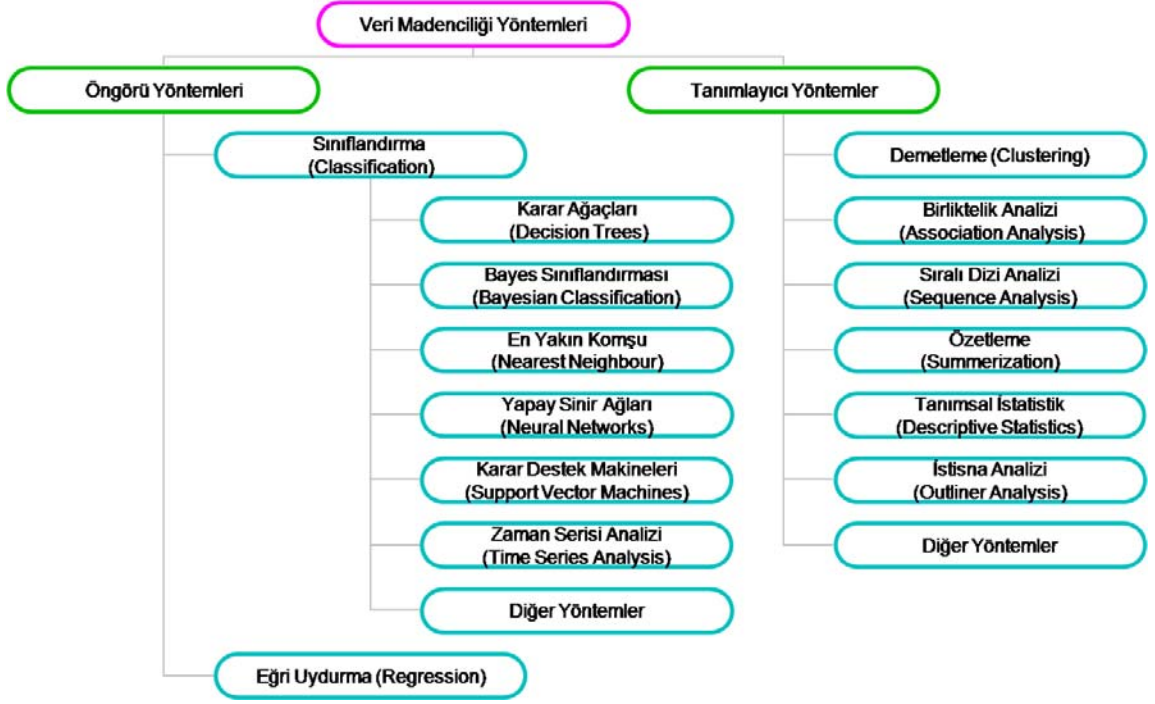 Veri Madenciliği Yöntemleri
Öngörü Yöntemleri
Sınıflandırma
(Classification)
Karar Ağaçları
(Decision Trees)
Bayes Sınıflandırması
(Bayesian Classification)
En Yakın Komşu
(Nearest Neighbour)
Yapay Sinir Ağları
(Neural Networks)
Karar Destek Makineleri
(Support Vector Machines)
Zaman Serisi Analizi
(Time Series Analysis)
Diğer Yöntemler
Eğri Uydurma (Regression)
Tanımlayıcı Yöntemler
Demetleme (Clustering)
Birliktelik Analizi
(Association Analysis)
Sıralı Dizi Analizi
(Sequence Analysis)
Özetleme
(Summerization)
Tanımsal İstatistik
(Descriptive Statistics)
İstisna Analizi
(Outliner Analysis)
Diğer Yöntemler